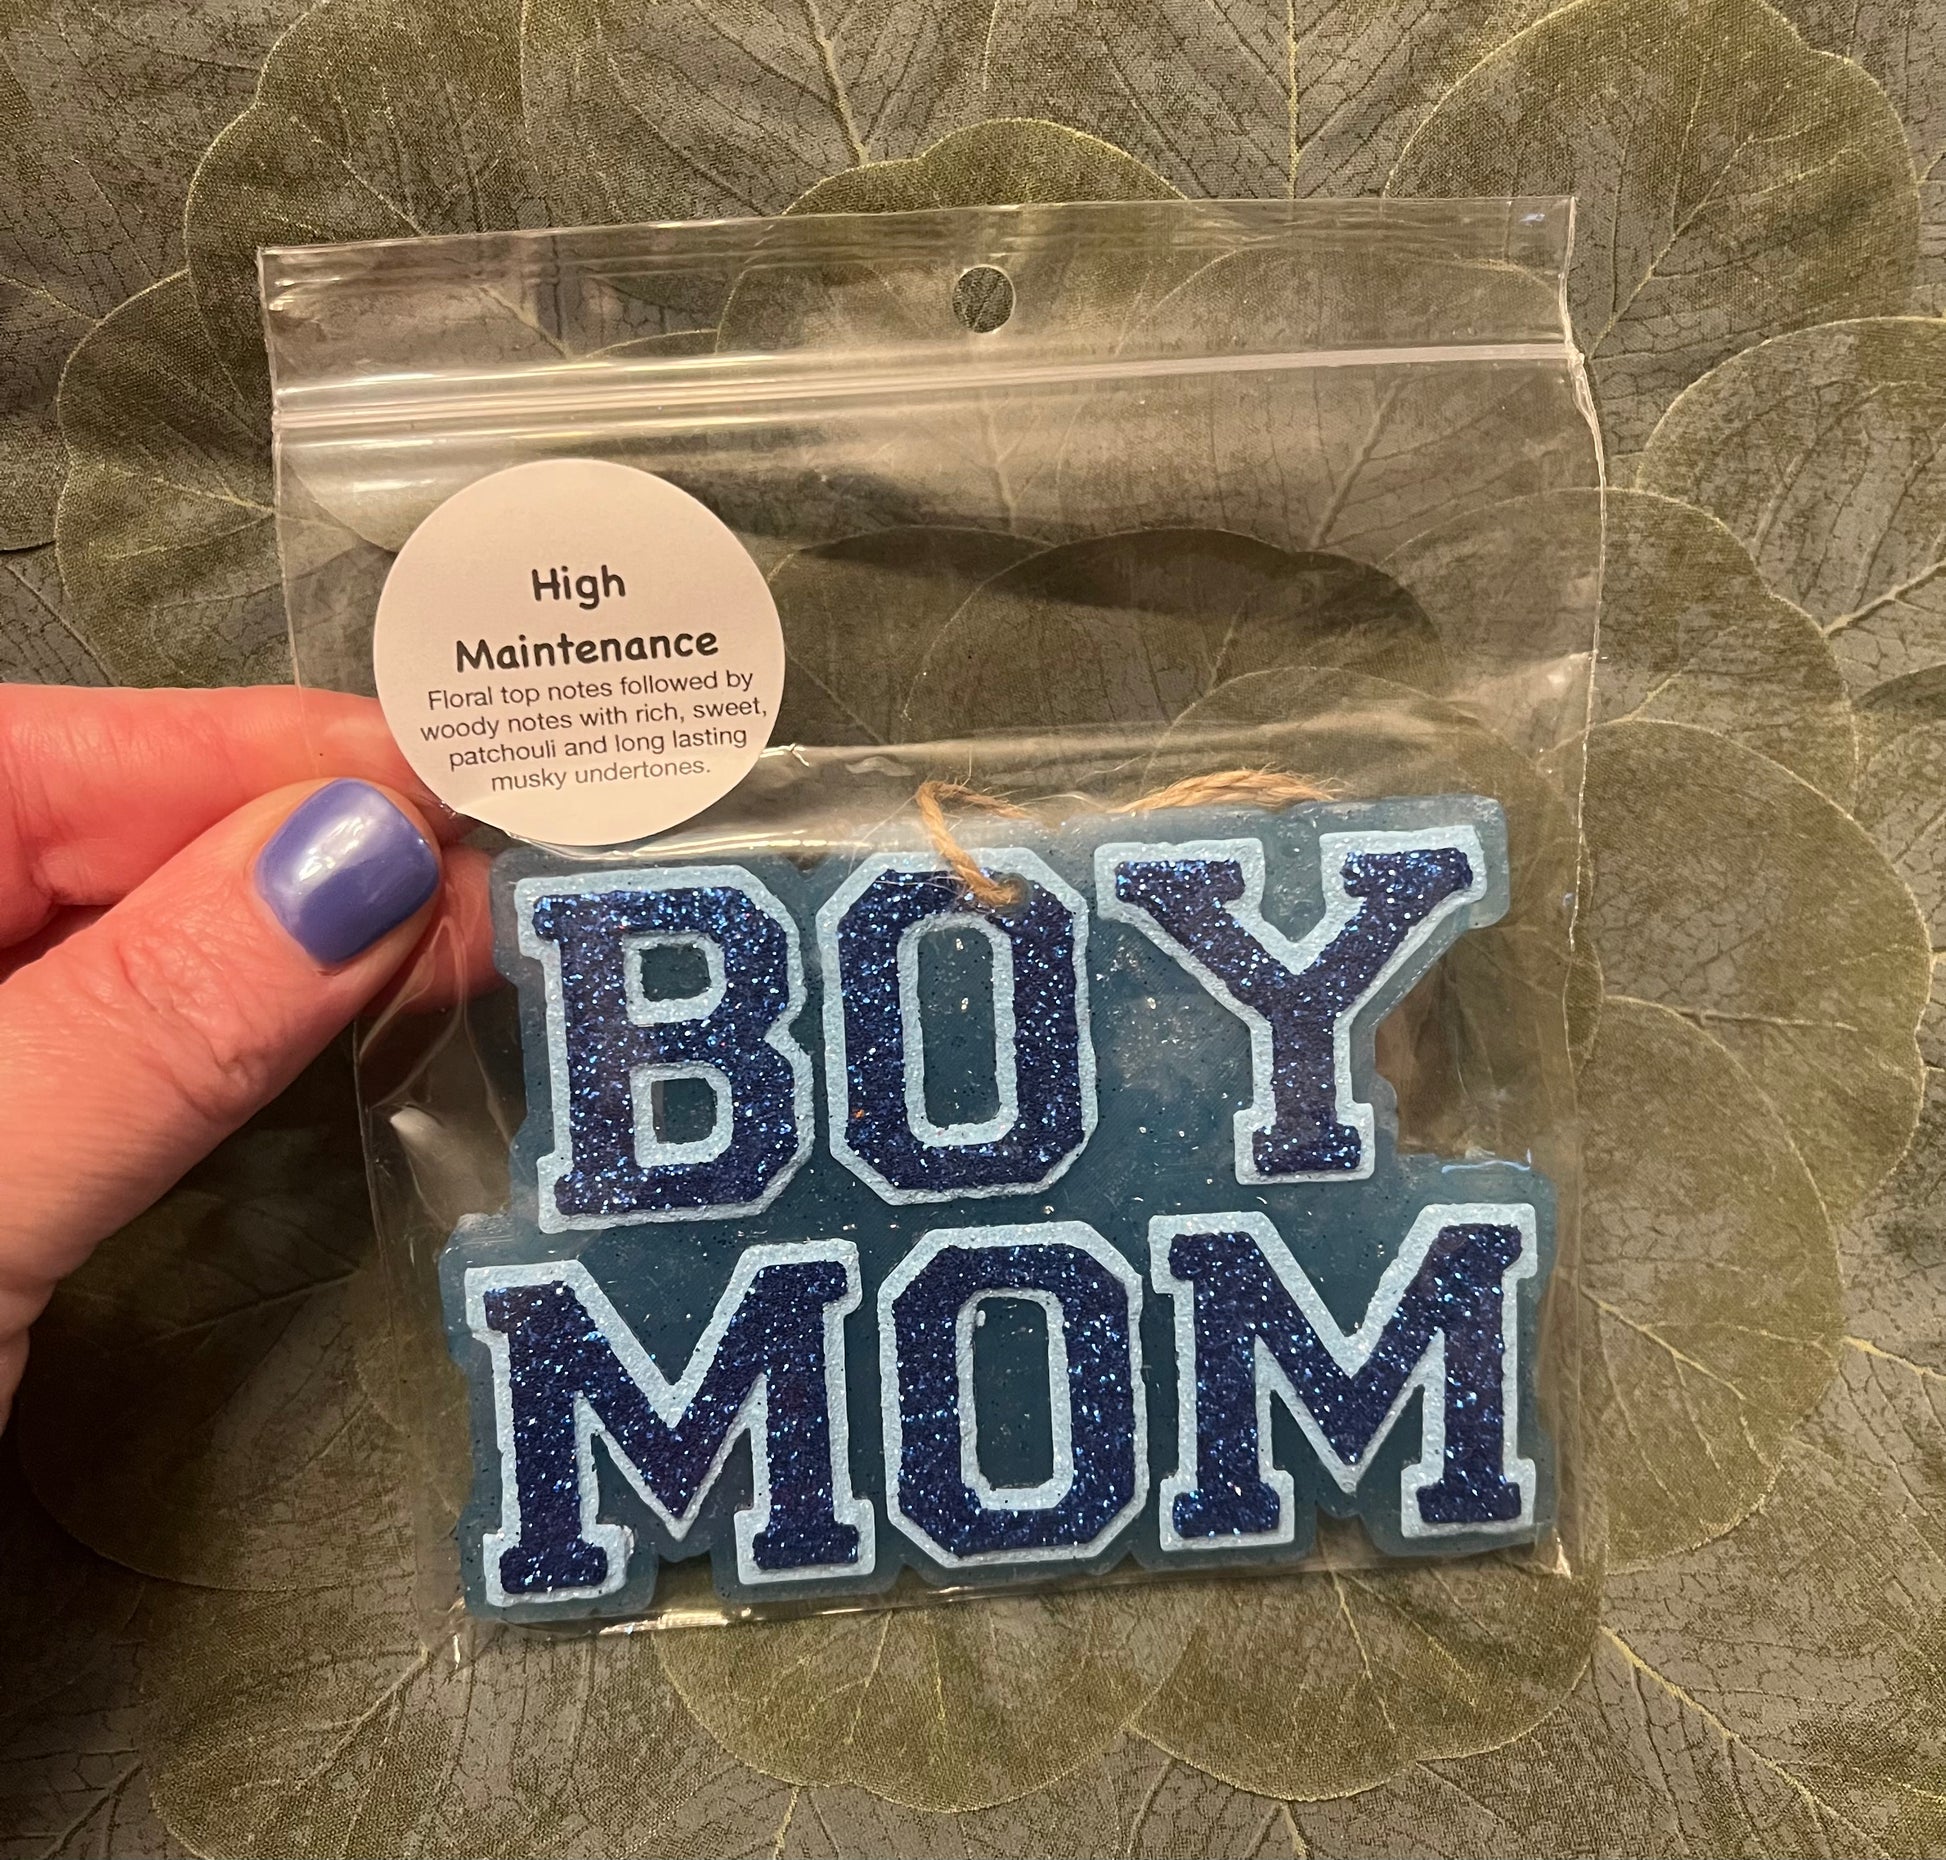 High
Maintenance
Floral top notes followed by
woody notes with rich, sweet,
patchouli and long lasting
musky undertones.
BOY
MOM